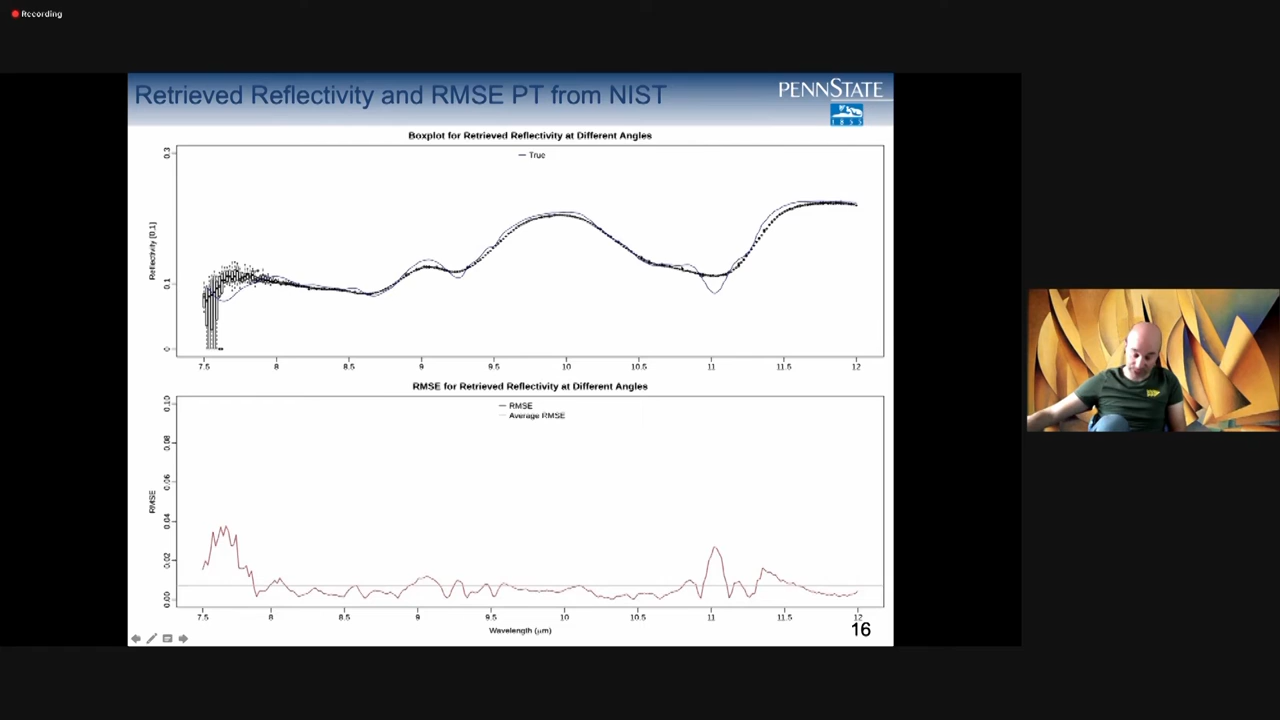 Recording
Retrieved Reflectivity and RMSE PT from NIST
PENNSTATE
1855
Boxplot for Retrieved Reflectivity at Different Angles
True
Reflectivity [0.1]
0.3
0.1
0
7.5 8 8.5 9 9.5 10 10.5 11 11.5 12
RMSE for Retrieved Reflectivity at Different Angles
RMSE
Average RMSE
RMSE
0.10
0.08
0.06
0.04
0.02
0.00
7.5 8 8.5 9 9.5 10 10.5 11 11.5 12
Wavelength (µm)
16